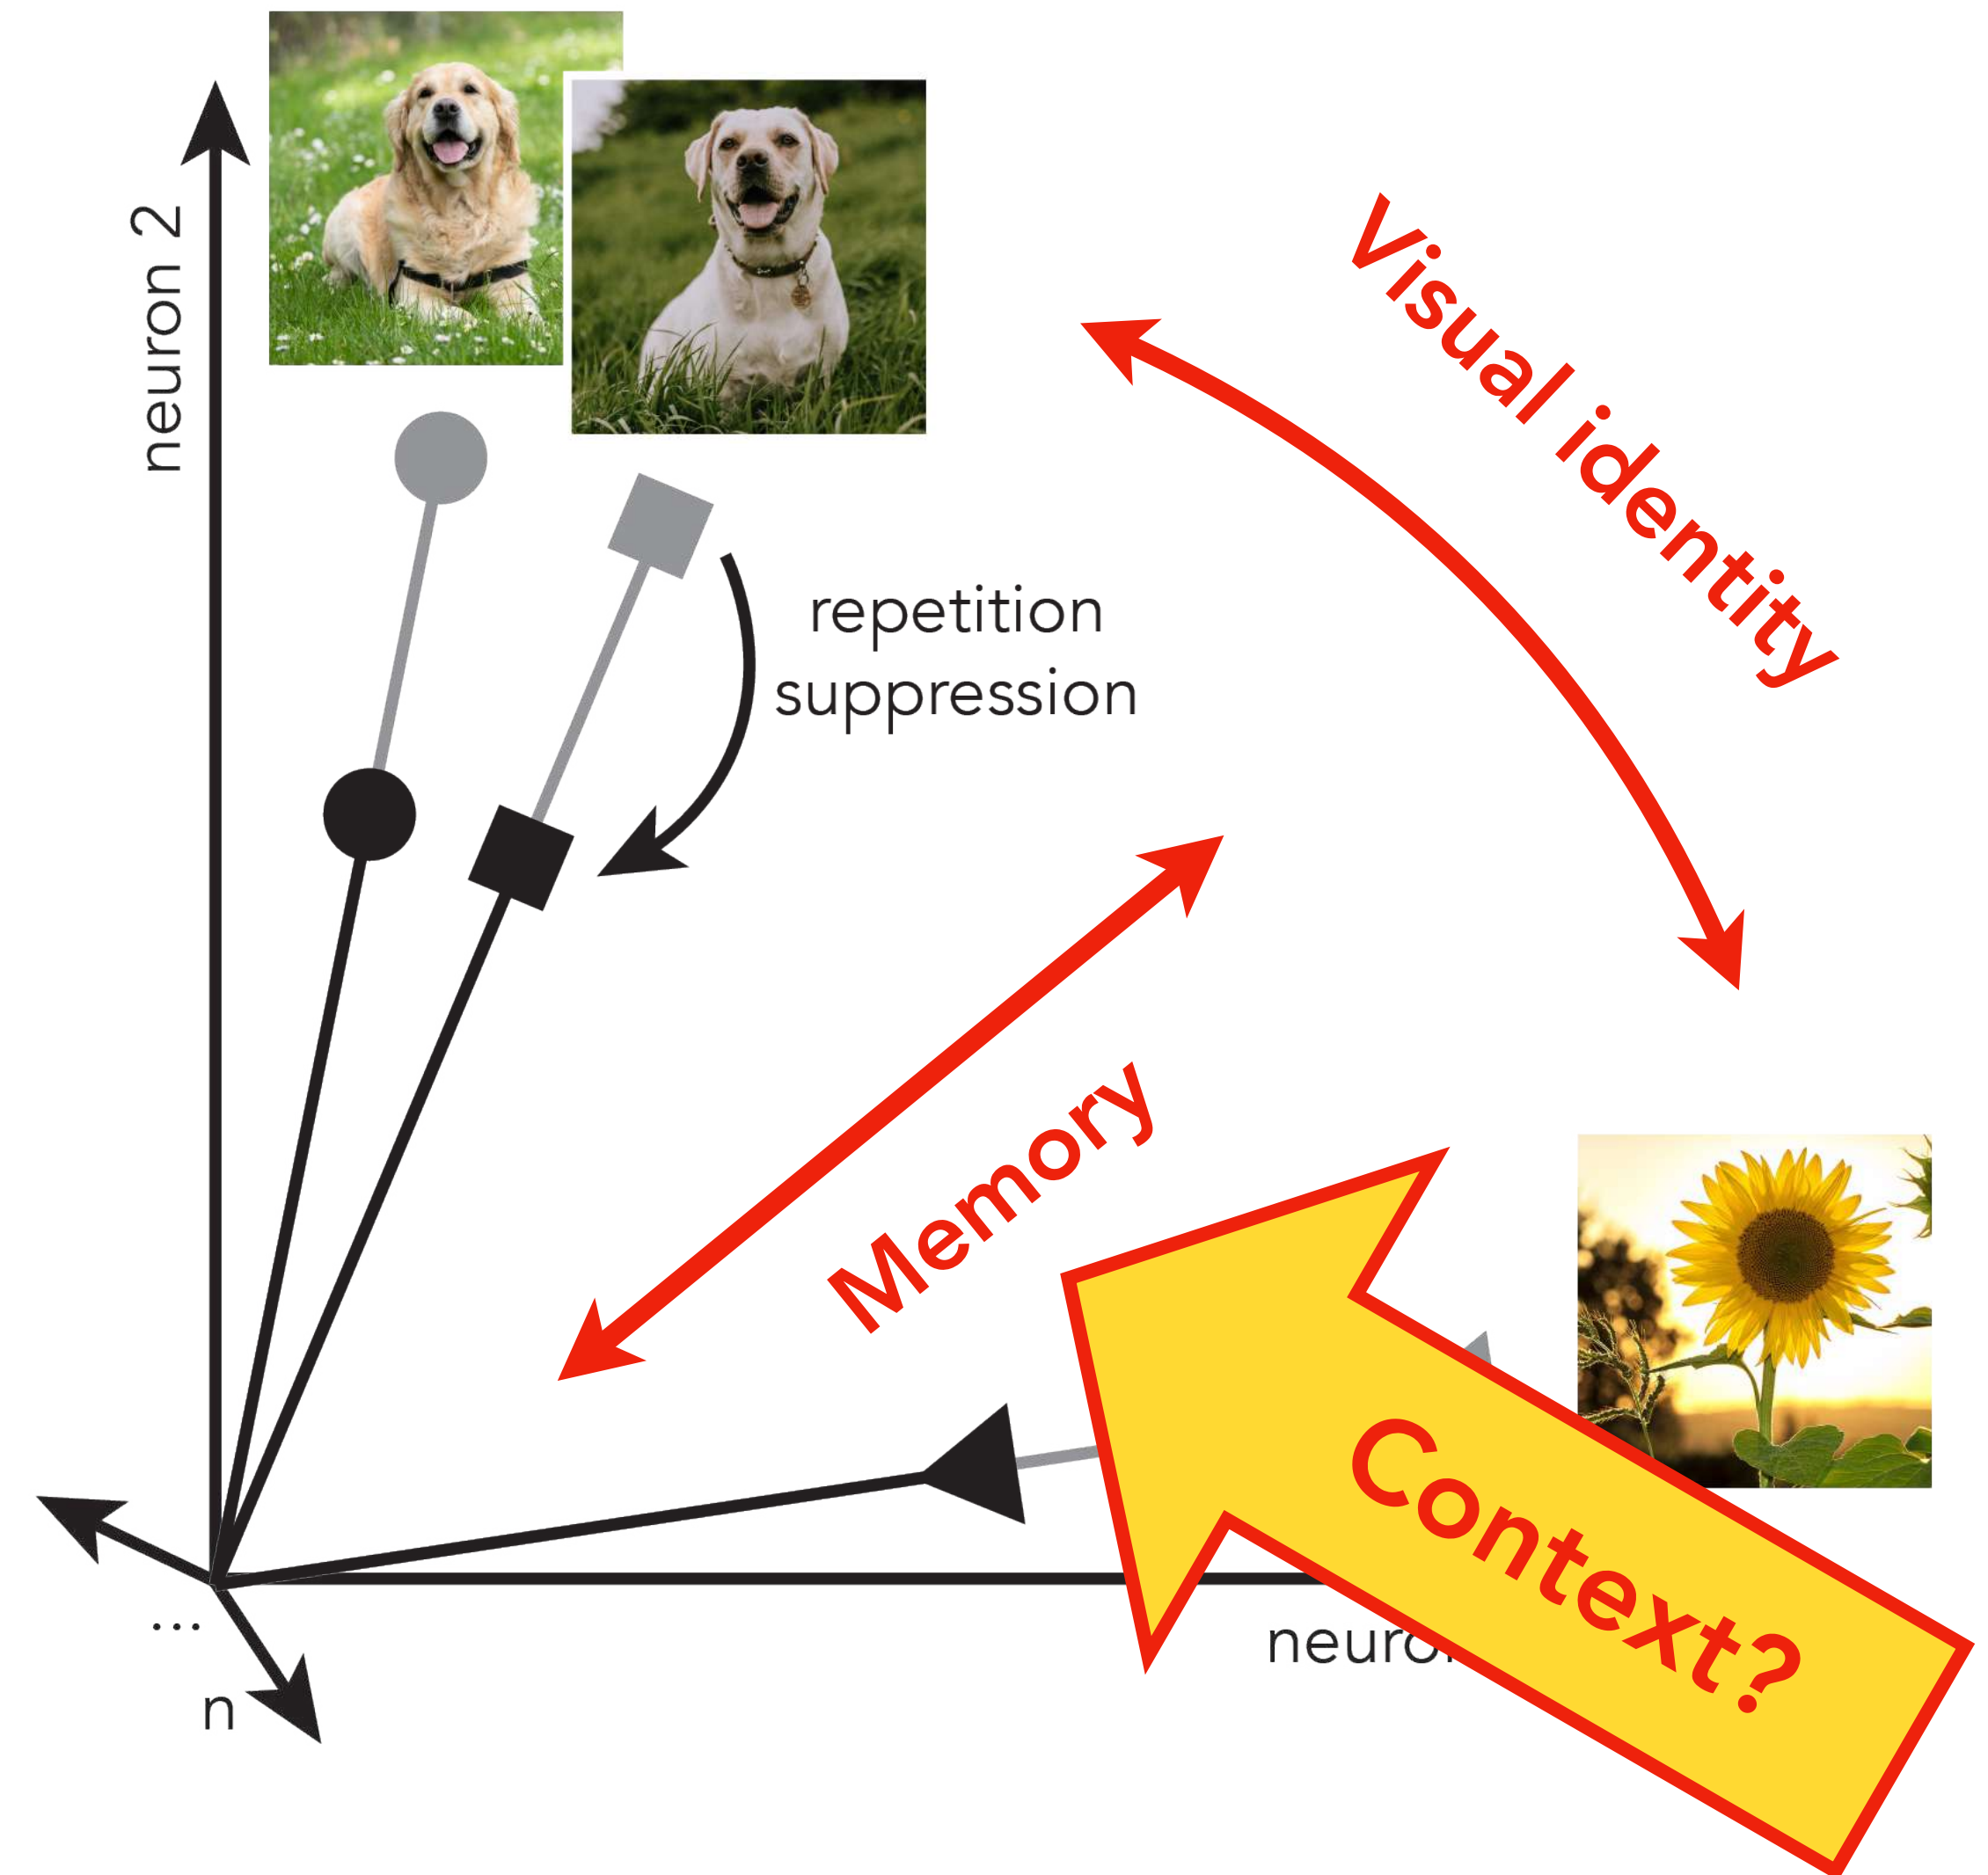 neuron 2
Visual identity
repetition
suppression
Memory
Context?
...
n